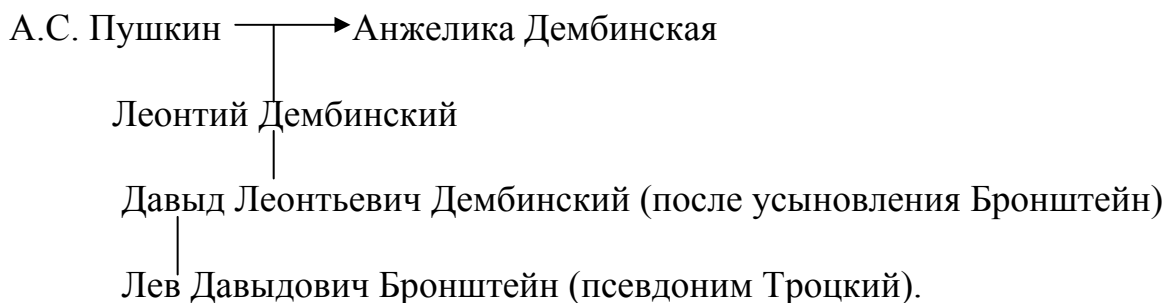 А.С. Пушкин Анжелика Дембинская
Леонтий Дембинский
Давыд Леонтьевич Дембинский (после усыновления Бронштейн)
Лев Давыдович Бронштейн (псевдоним Троцкий).